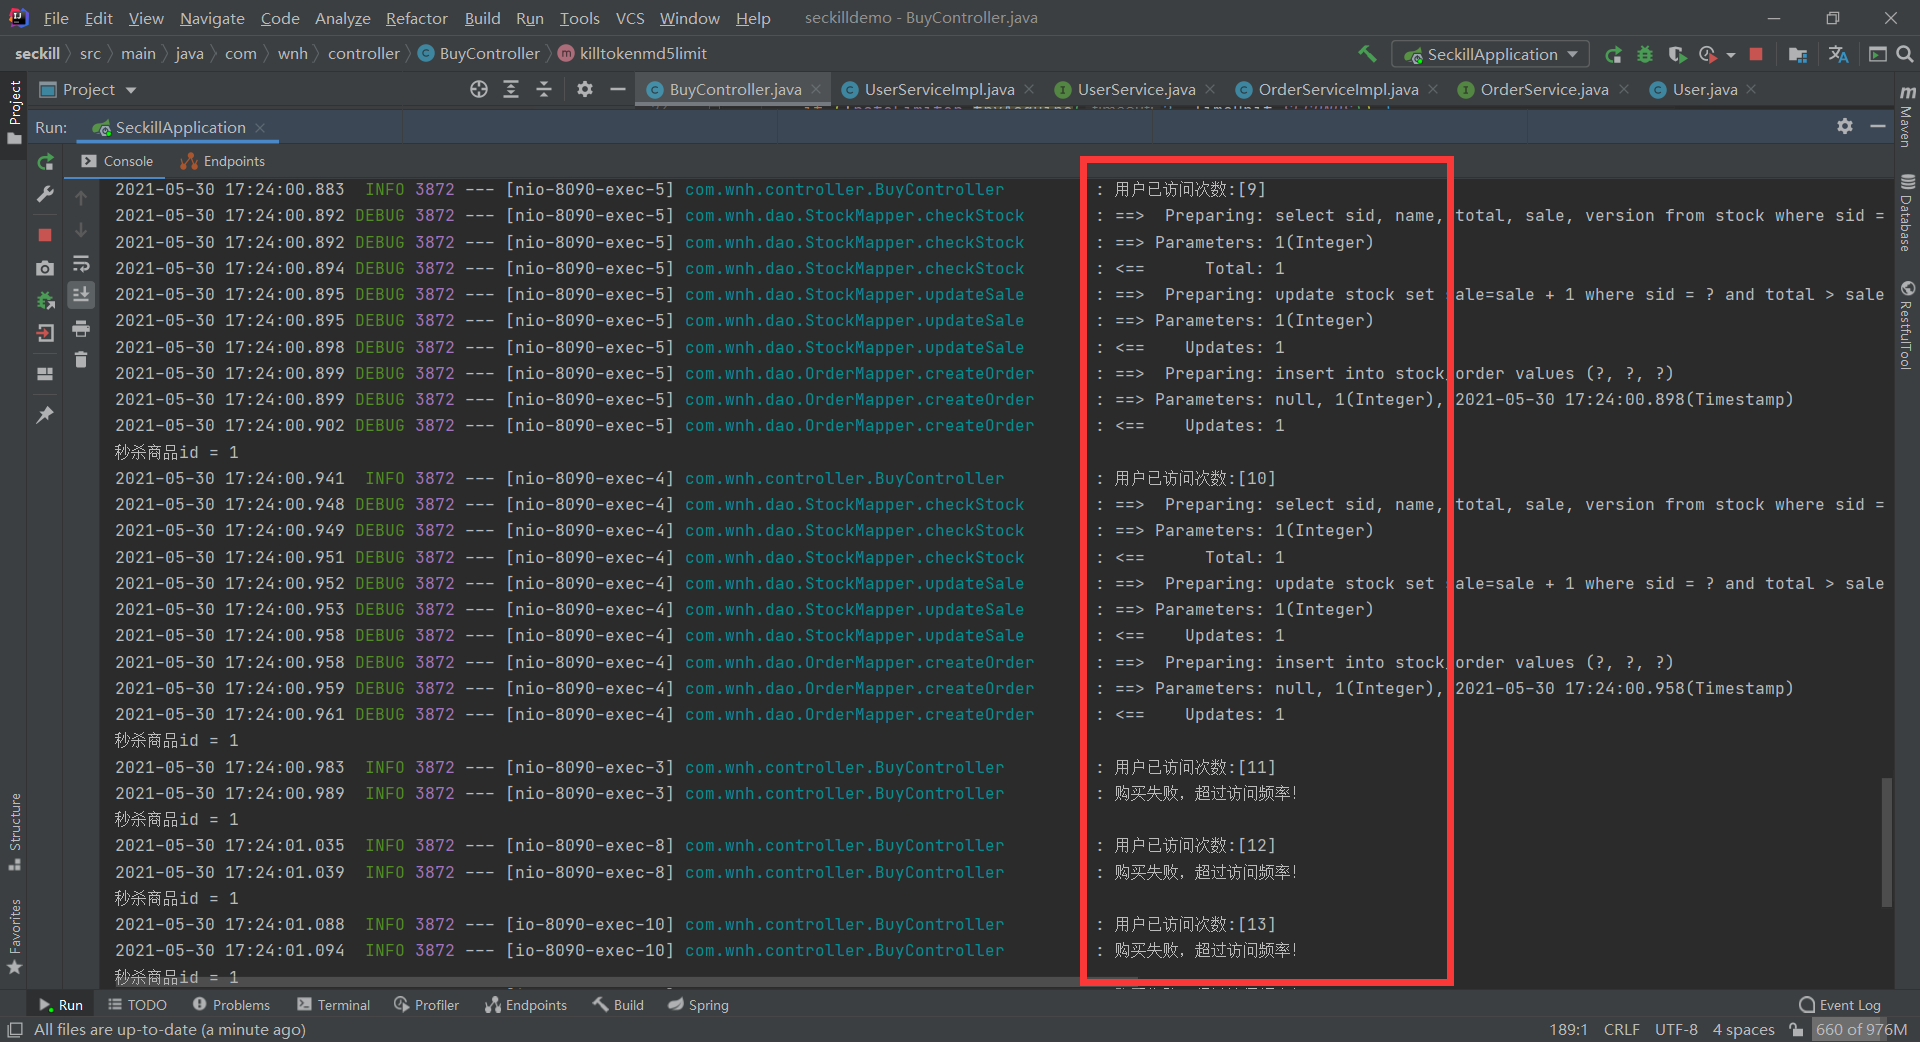 File Edit View Navigate Code Analyze Refactor Build Run Tools VCS Window Help seckilldemo - BuyController.java
seckill src main java com wnh controller BuyController killtokenmd5limit SeckillApplication
Project BuyController.java UserServiceImpl.java UserService.java OrderServiceImpl.java OrderService.java User.java
Run: SeckillApplication
Console Endpoints
2021-05-30 17:24:00.883  INFO 3872 --- [nio-8090-exec-5] com.wnh.controller.BuyController : 用户已访问次数:[9]
2021-05-30 17:24:00.892 DEBUG 3872 --- [nio-8090-exec-5] com.wnh.dao.StockMapper.checkStock : ==>  Preparing: select sid, name, total, sale, version from stock where sid =
2021-05-30 17:24:00.892 DEBUG 3872 --- [nio-8090-exec-5] com.wnh.dao.StockMapper.checkStock : ==> Parameters: 1(Integer)
2021-05-30 17:24:00.894 DEBUG 3872 --- [nio-8090-exec-5] com.wnh.dao.StockMapper.checkStock : <==      Total: 1
2021-05-30 17:24:00.895 DEBUG 3872 --- [nio-8090-exec-5] com.wnh.dao.StockMapper.updateSale : ==>  Preparing: update stock set sale=sale + 1 where sid = ? and total > sale
2021-05-30 17:24:00.895 DEBUG 3872 --- [nio-8090-exec-5] com.wnh.dao.StockMapper.updateSale : ==> Parameters: 1(Integer)
2021-05-30 17:24:00.898 DEBUG 3872 --- [nio-8090-exec-5] com.wnh.dao.StockMapper.updateSale : <==    Updates: 1
2021-05-30 17:24:00.899 DEBUG 3872 --- [nio-8090-exec-5] com.wnh.dao.OrderMapper.createOrder : ==>  Preparing: insert into stock_order values (?, ?, ?)
2021-05-30 17:24:00.899 DEBUG 3872 --- [nio-8090-exec-5] com.wnh.dao.OrderMapper.createOrder : ==> Parameters: null, 1(Integer), 2021-05-30 17:24:00.898(Timestamp)
2021-05-30 17:24:00.902 DEBUG 3872 --- [nio-8090-exec-5] com.wnh.dao.OrderMapper.createOrder : <==    Updates: 1
秒杀商品id = 1
2021-05-30 17:24:00.941  INFO 3872 --- [nio-8090-exec-4] com.wnh.controller.BuyController : 用户已访问次数:[10]
2021-05-30 17:24:00.948 DEBUG 3872 --- [nio-8090-exec-4] com.wnh.dao.StockMapper.checkStock : ==>  Preparing: select sid, name, total, sale, version from stock where sid =
2021-05-30 17:24:00.949 DEBUG 3872 --- [nio-8090-exec-4] com.wnh.dao.StockMapper.checkStock : ==> Parameters: 1(Integer)
2021-05-30 17:24:00.951 DEBUG 3872 --- [nio-8090-exec-4] com.wnh.dao.StockMapper.checkStock : <==      Total: 1
2021-05-30 17:24:00.952 DEBUG 3872 --- [nio-8090-exec-4] com.wnh.dao.StockMapper.updateSale : ==>  Preparing: update stock set sale=sale + 1 where sid = ? and total > sale
2021-05-30 17:24:00.953 DEBUG 3872 --- [nio-8090-exec-4] com.wnh.dao.StockMapper.updateSale : ==> Parameters: 1(Integer)
2021-05-30 17:24:00.958 DEBUG 3872 --- [nio-8090-exec-4] com.wnh.dao.StockMapper.updateSale : <==    Updates: 1
2021-05-30 17:24:00.958 DEBUG 3872 --- [nio-8090-exec-4] com.wnh.dao.OrderMapper.createOrder : ==>  Preparing: insert into stock_order values (?, ?, ?)
2021-05-30 17:24:00.959 DEBUG 3872 --- [nio-8090-exec-4] com.wnh.dao.OrderMapper.createOrder : ==> Parameters: null, 1(Integer), 2021-05-30 17:24:00.958(Timestamp)
2021-05-30 17:24:00.961 DEBUG 3872 --- [nio-8090-exec-4] com.wnh.dao.OrderMapper.createOrder : <==    Updates: 1
秒杀商品id = 1
2021-05-30 17:24:00.983  INFO 3872 --- [nio-8090-exec-3] com.wnh.controller.BuyController : 用户已访问次数:[11]
2021-05-30 17:24:00.989  INFO 3872 --- [nio-8090-exec-3] com.wnh.controller.BuyController : 购买失败，超过访问频率!
秒杀商品id = 1
2021-05-30 17:24:01.035  INFO 3872 --- [nio-8090-exec-8] com.wnh.controller.BuyController : 用户已访问次数:[12]
2021-05-30 17:24:01.039  INFO 3872 --- [nio-8090-exec-8] com.wnh.controller.BuyController : 购买失败，超过访问频率!
秒杀商品id = 1
2021-05-30 17:24:01.088  INFO 3872 --- [io-8090-exec-10] com.wnh.controller.BuyController : 用户已访问次数:[13]
2021-05-30 17:24:01.094  INFO 3872 --- [io-8090-exec-10] com.wnh.controller.BuyController : 购买失败，超过访问频率!
秒杀商品id = 1
Project
Structure
Favorites
Maven
Database
RestfulTool
Run TODO Problems Terminal Profiler Endpoints Build Spring Event Log
All files are up-to-date (a minute ago) 189:1 CRLF UTF-8 4 spaces 660 of 976M